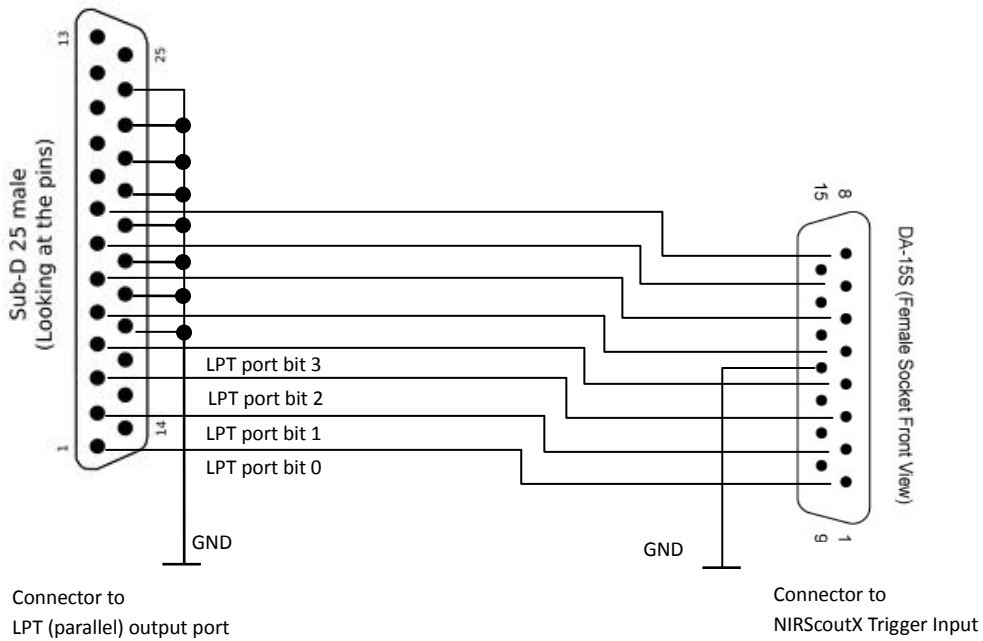 13
25
Sub-D 25 male
(Looking at the pins)
1
14
LPT port bit 3
LPT port bit 2
LPT port bit 1
LPT port bit 0
GND
Connector to
LPT (parallel) output port
15
8
DA-15S (Female Socket Front View)
9
1
GND
Connector to
NIRScoutX Trigger Input